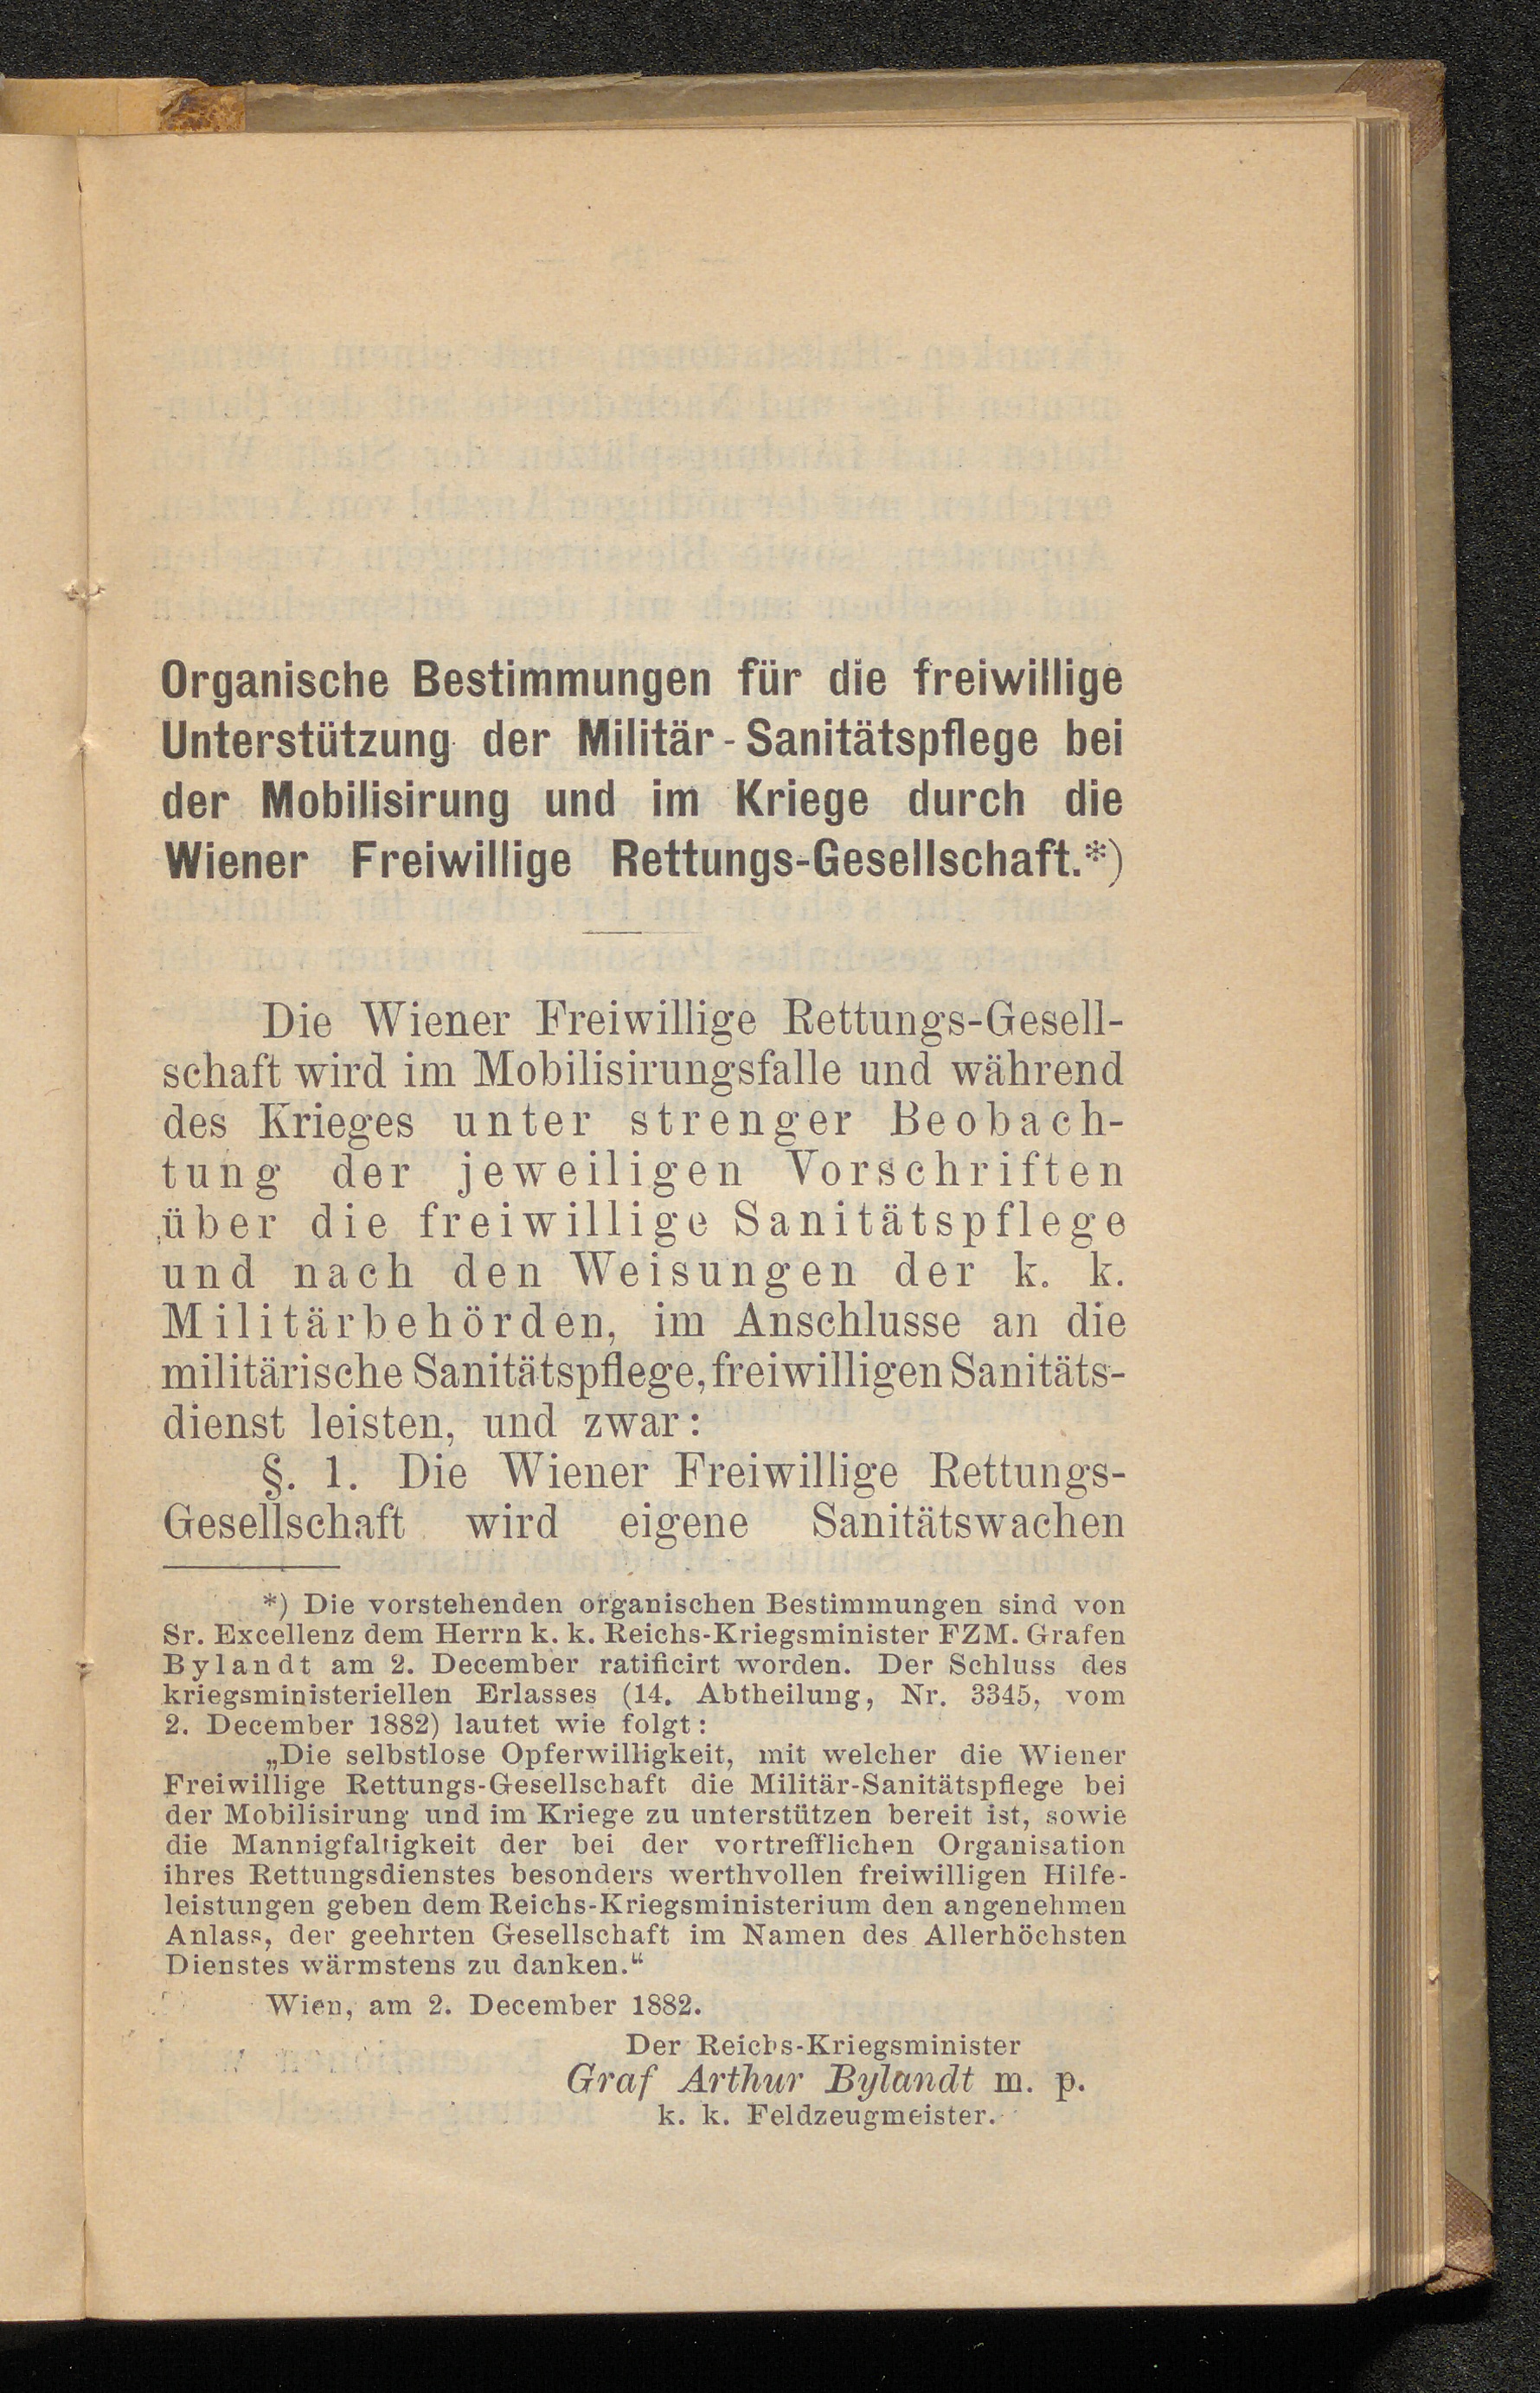 Organische Bestimmungen für die freiwillige
Unterstützung der Militär-Sanitätspflege bei
der Mobilisirung und im Kriege durch die
Wiener Freiwillige Rettungs-Gesellschaft.*)
Die Wiener Freiwillige Rettungs-Gesell-
schaft wird im Mobilisirungsfalle und während
des Krieges unter strenger Beobach-
tung der jeweiligen Vorschriften
über die freiwillige Sanitätspflege
und nach den Weisungen der k. k.
Militärbehörden, im Anschlusse an die
militärische Sanitätspflege, freiwilligen Sanitäts-
dienst leisten, und zwar:
§. 1. Die Wiener Freiwillige Rettungs-
Gesellschaft wird eigene Sanitätswachen
*) Die vorstehenden organischen Bestimmungen sind von
Sr. Excellenz dem Herrn k. k. Reichs-Kriegsminister FZM. Grafen
Bylandt am 2. December ratificirt worden. Der Schluss des
kriegsministeriellen Erlasses (14. Abtheilung, Nr. 3345, vom
2. December 1882) lautet wie folgt:
„Die selbstlose Opferwilligkeit, mit welcher die Wiener
Freiwillige Rettungs-Gesellschaft die Militär-Sanitätspflege bei
der Mobilisirung und im Kriege zu unterstützen bereit ist, sowie
die Mannigfaltigkeit der bei der vortrefflichen Organisation
ihres Rettungsdienstes besonders werthvollen freiwilligen Hilfe-
leistungen geben dem Reichs-Kriegsministerium den angenehmen
Anlass, der geehrten Gesellschaft im Namen des Allerhöchsten
Dienstes wärmstens zu danken.“
Wien, am 2. December 1882.
Der Reichs-Kriegsminister
Graf Arthur Bylandt m. p.
k. k. Feldzeugmeister.